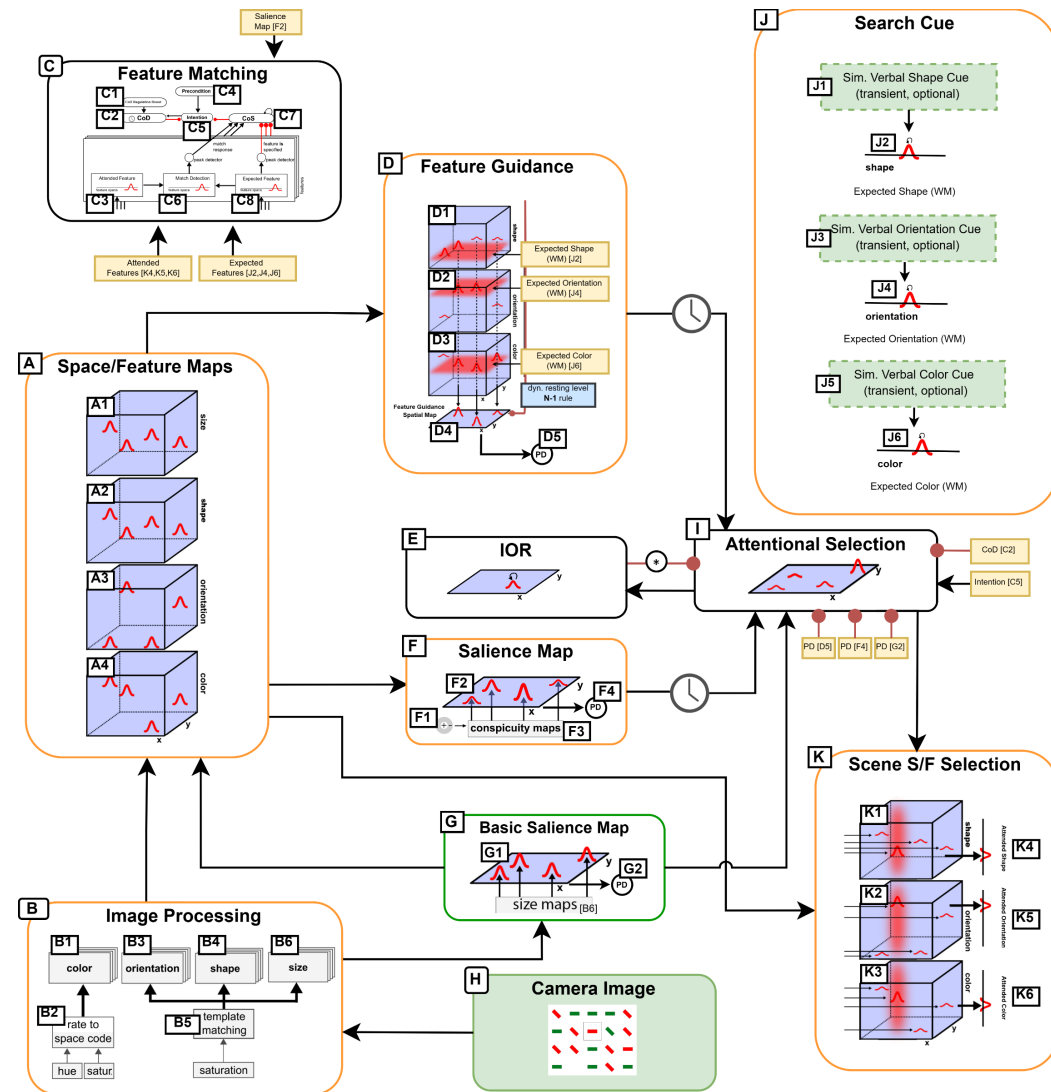 Salience
Map [F2]
C
Feature Matching
C1
CoD Negotiation Boost
C2
CoD
Precondition
C4
Intention
C5
CoS
C7
match
response
feature is
specified
peak detector
peak detector
Attended Feature
feature space
Match Detection
feature space
Expected Feature
feature space
features
C3
C6
C8
Attended
Features [K4,K5,K6]
Expected
Features [J2,J4,J6]
D
Feature Guidance
D1
shape
Expected Shape
(WM) [J2]
D2
orientation
Expected Orientation
(WM) [J4]
D3
color
Expected Color
(WM) [J6]
x
y
dyn. resting level
N-1 rule
Feature Guidance
Spatial Map
x
y
D4
D5
PD
J
Search Cue
J1
Sim. Verbal Shape Cue
(transient, optional)
J2
shape
Expected Shape (WM)
J3
Sim. Verbal Orientation Cue
(transient, optional)
J4
orientation
Expected Orientation (WM)
J5
Sim. Verbal Color Cue
(transient, optional)
J6
color
Expected Color (WM)
A
Space/Feature Maps
A1
size
A2
shape
A3
orientation
A4
color
x
y
E
IOR
y
x
*
I
Attentional Selection
y
x
CoD [C2]
Intention [C5]
PD [D5]
PD [F4]
PD [G2]
F
Salience Map
F2
y
x
F4
PD
F1
conspicuity maps
F3
G
Basic Salience Map
G1
y
x
G2
PD
size maps [B6]
K
Scene S/F Selection
K1
shape
Attended Shape
K4
K2
orientation
Attended Orientation
K5
K3
color
Attended Color
K6
x
y
B
Image Processing
B1
color
B3
orientation
B4
shape
B6
size
B2
rate to
space code
B5
template
matching
hue
satur.
saturation
H
Camera Image